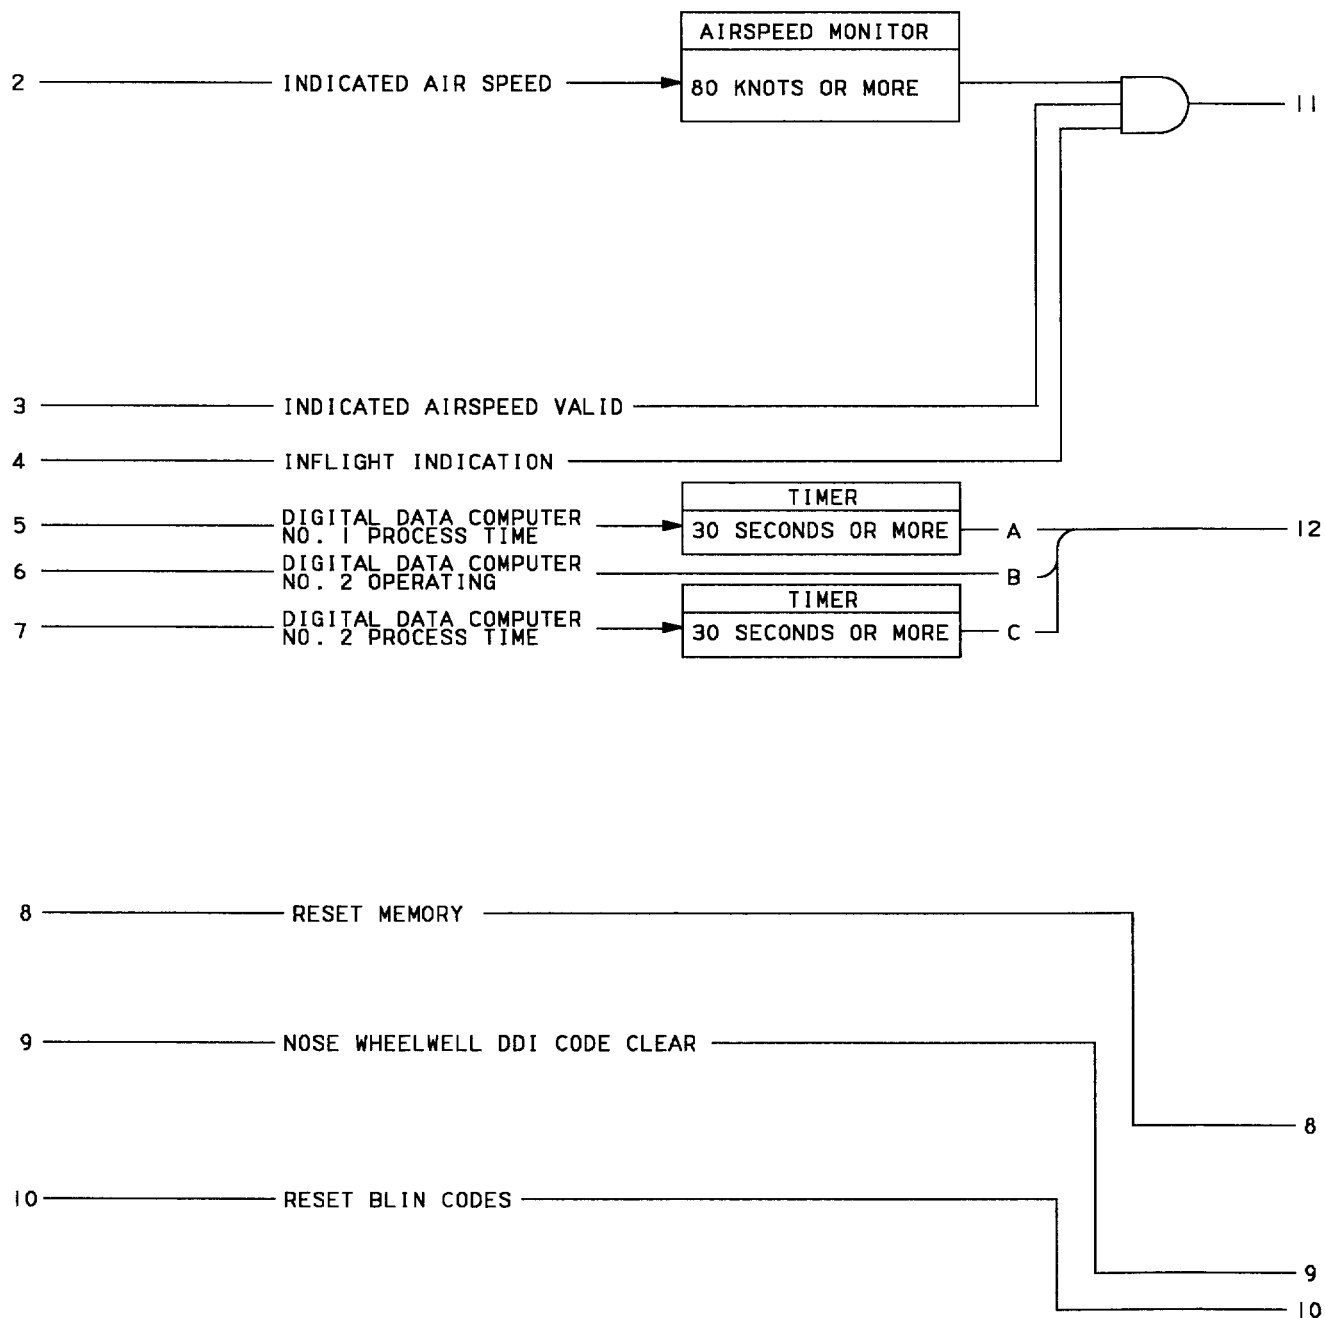 AIRSPEED MONITOR
2 INDICATED AIR SPEED 80 KNOTS OR MORE
11
3 INDICATED AIRSPEED VALID
4 INFLIGHT INDICATION
TIMER
5 DIGITAL DATA COMPUTER
NO. 1 PROCESS TIME
30 SECONDS OR MORE A 12
6 DIGITAL DATA COMPUTER
NO. 2 OPERATING
B
TIMER
7 DIGITAL DATA COMPUTER
NO. 2 PROCESS TIME
30 SECONDS OR MORE C
8 RESET MEMORY
9 NOSE WHEELWELL DDI CODE CLEAR
8
10 RESET BLIN CODES
9
10